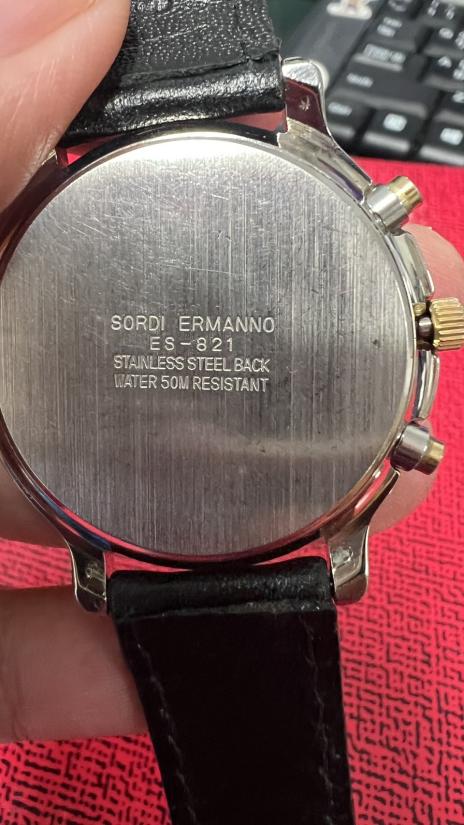 SORDI ERMANNO
ES-821
STAINLESS STEEL BACK
WATER 50M RESISTANT